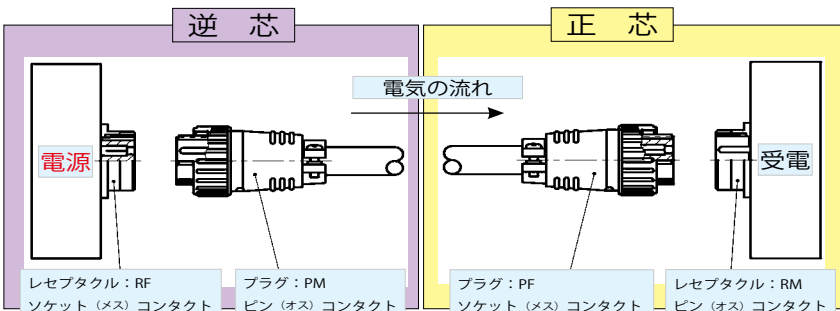 逆 芯
正 芯
電気の流れ
電源
受電
レセプタクル：RF
ソケット（メス）コンタクト
プラグ：PM
ピン（オス）コンタクト
プラグ：PF
ソケット（メス）コンタクト
レセプタクル：RM
ピン（オス）コンタクト